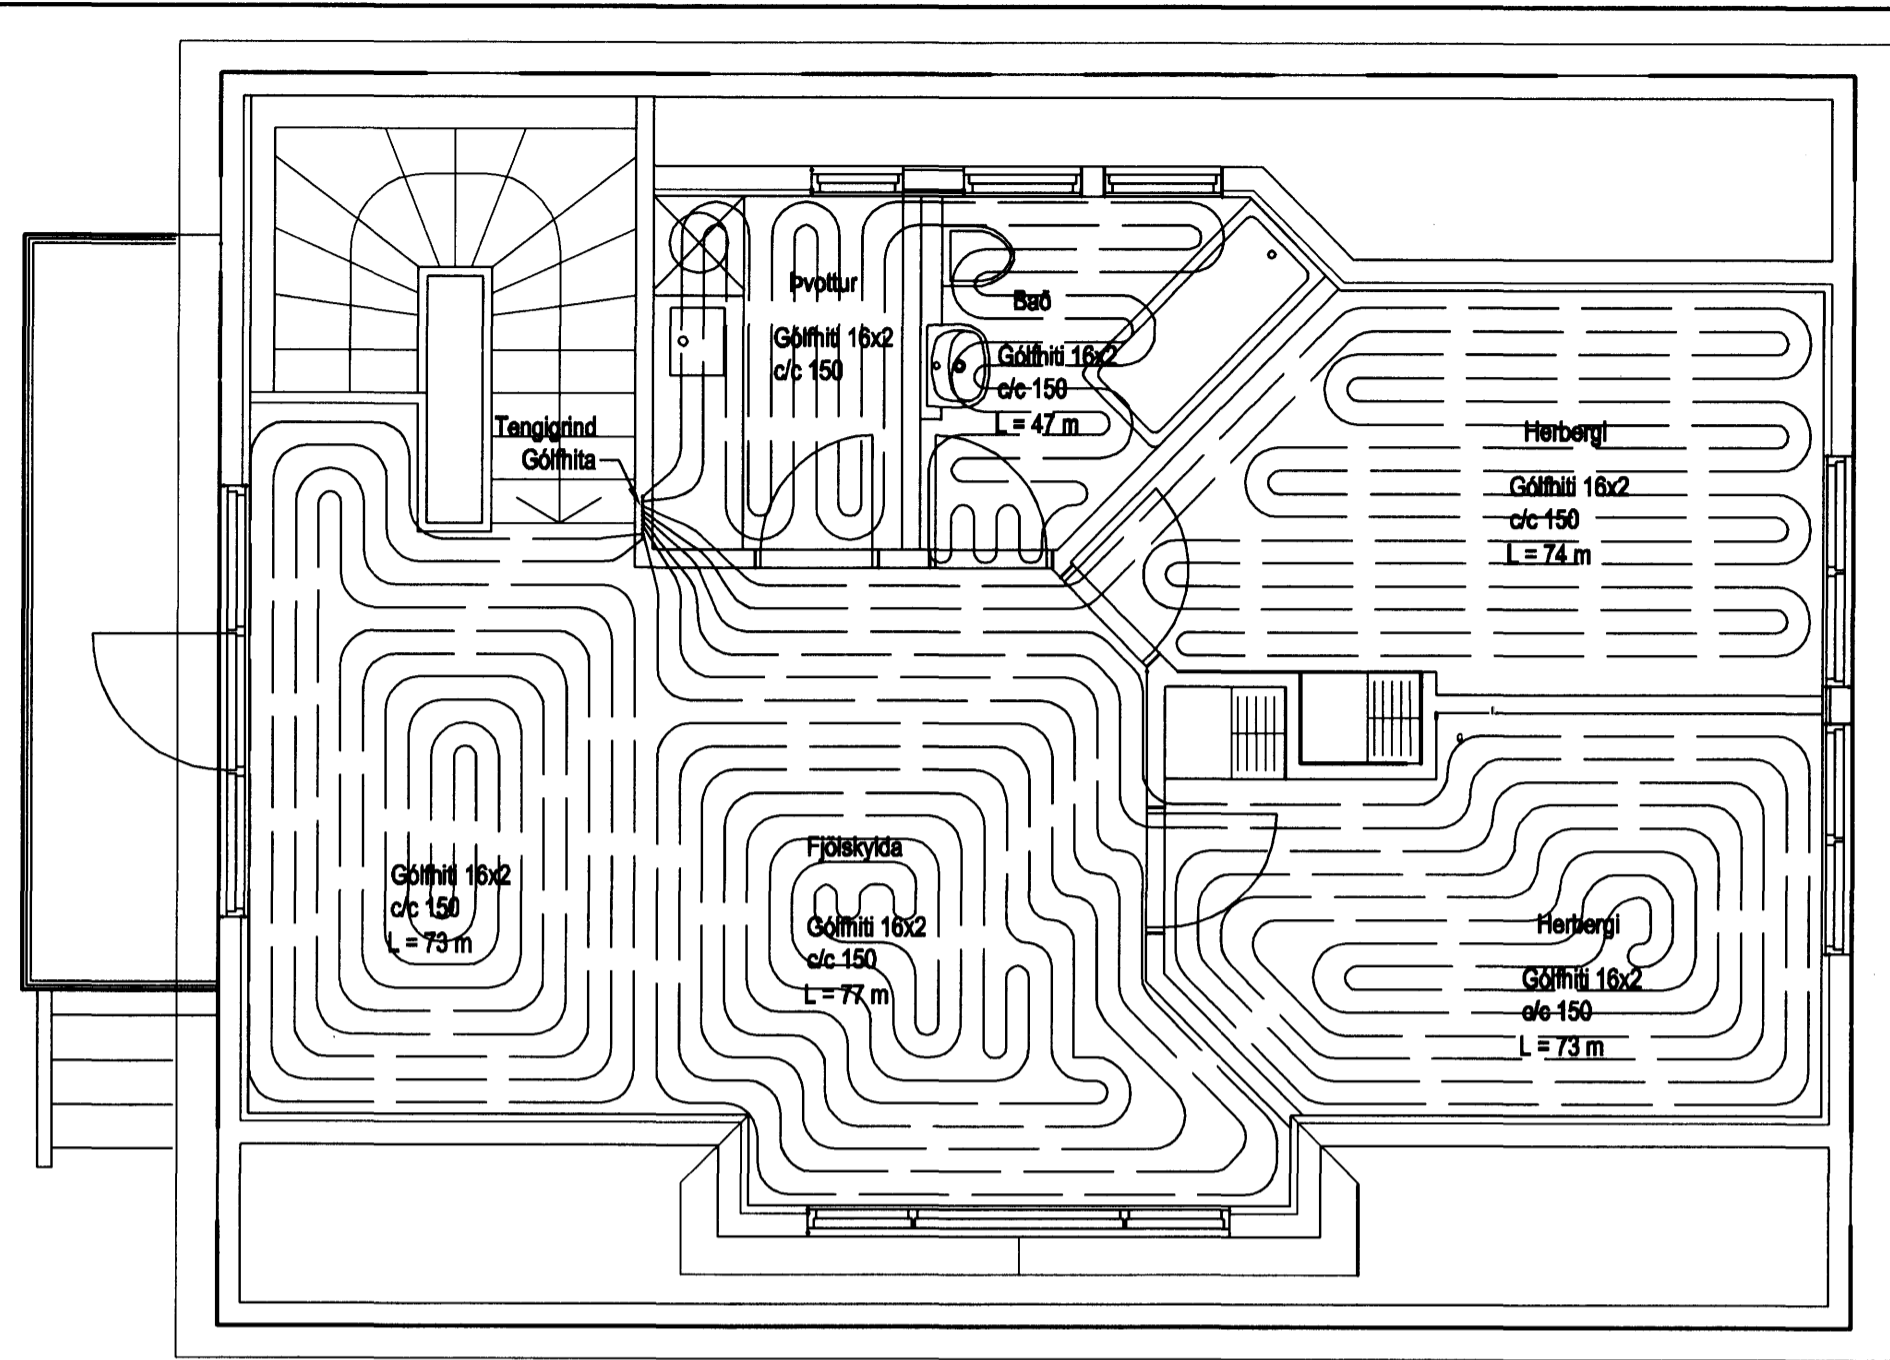 Þvottur
Gólfhiti 16x2
c/c 150
Bað
Gólfhiti 16x2
c/c 150
L = 47 m
Tengigrind
Gólfhita
Herbergi
Gólfhiti 16x2
c/c 150
L = 74 m
Gólfhiti 16x2
c/c 150
L = 73 m
Fjölskylda
Gólfhiti 16x2
c/c 150
L = 77 m
Herbergi
Gólfhiti 16x2
c/c 150
L = 73 m